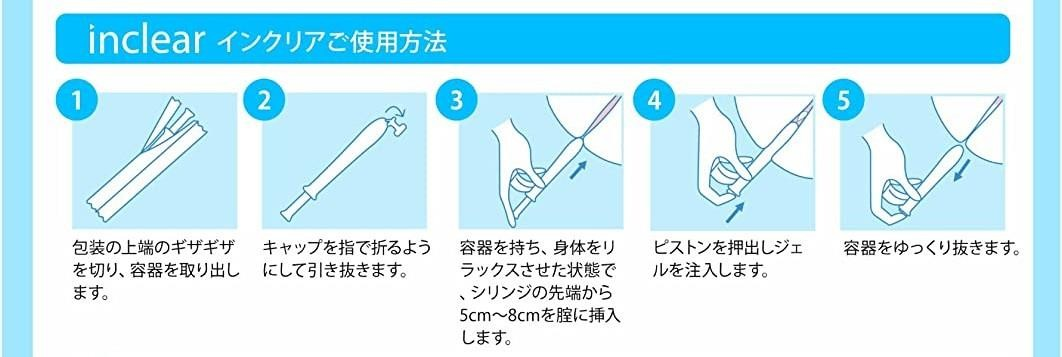 inclear インクリアご使用方法
1
包装の上端のギザギザ
を切り、容器を取り出し
ます。
2
キャップを指で折るよう
にして引き抜きます。
3
容器を持ち、身体をリ
ラックスさせた状態で
、シリンジの先端から
5cm〜8cmを腟に挿入
します。
4
ピストンを押出しジェ
ルを注入します。
5
容器をゆっくり抜きます。